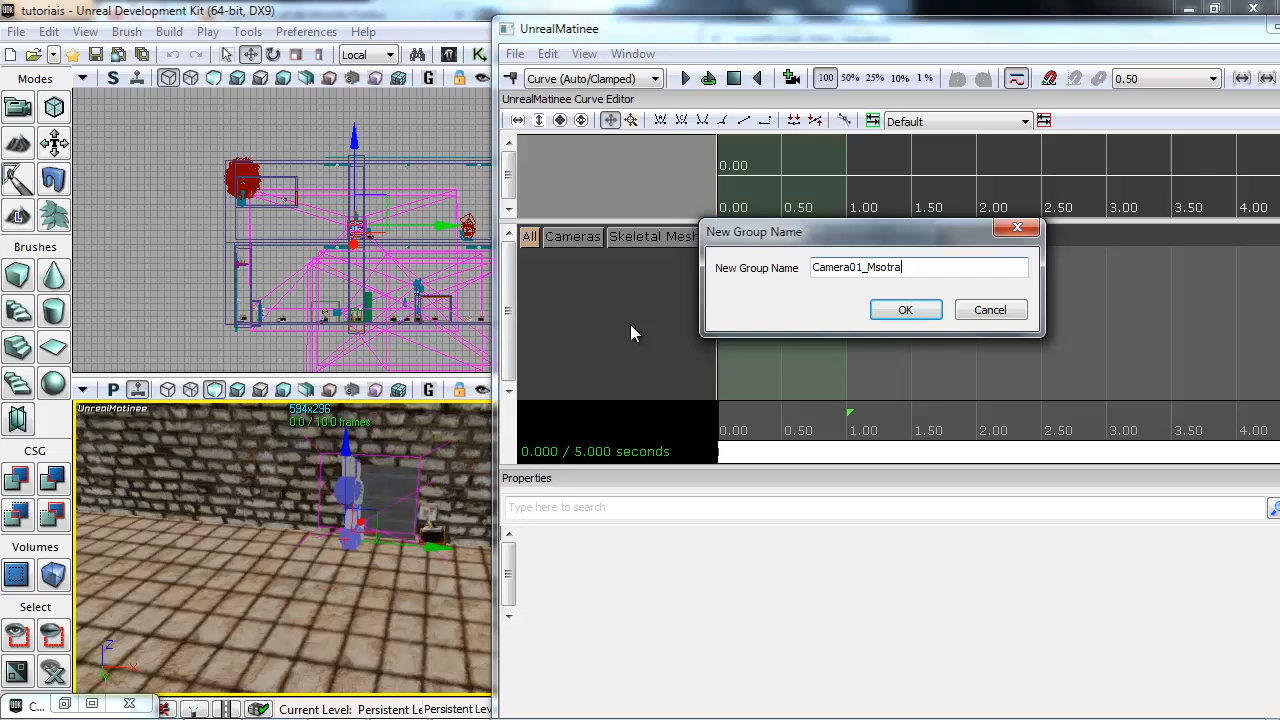 tutoriais - Unreal Development Kit (64-bit, DX9)
File Edit View Brush Build Play Tools Preferences Help
Local
Modes
Brushes
CSG
Volumes
Select
S
G
P
G
UnrealMatinee
594x296
0.0 / 10.0 frames
Z
X
Y
C...
Current Level: Persistent Le
Persistent Lev
UnrealMatinee
File Edit View Window
Curve (Auto/Clamped)
100 50% 25% 10% 1 %
0.50
UnrealMatinee Curve Editor
Default
0.00
0.00 0.50 1.00 1.50 2.00 2.50 3.00 3.50 4.00
All Cameras Skeletal Mesh
New Group Name
New Group Name Camera01_Msotra
OK Cancel
0.00 0.50 1.00 1.50 2.00 2.50 3.00 3.50 4.00
0.000 / 5.000 seconds
Properties
Type here to search